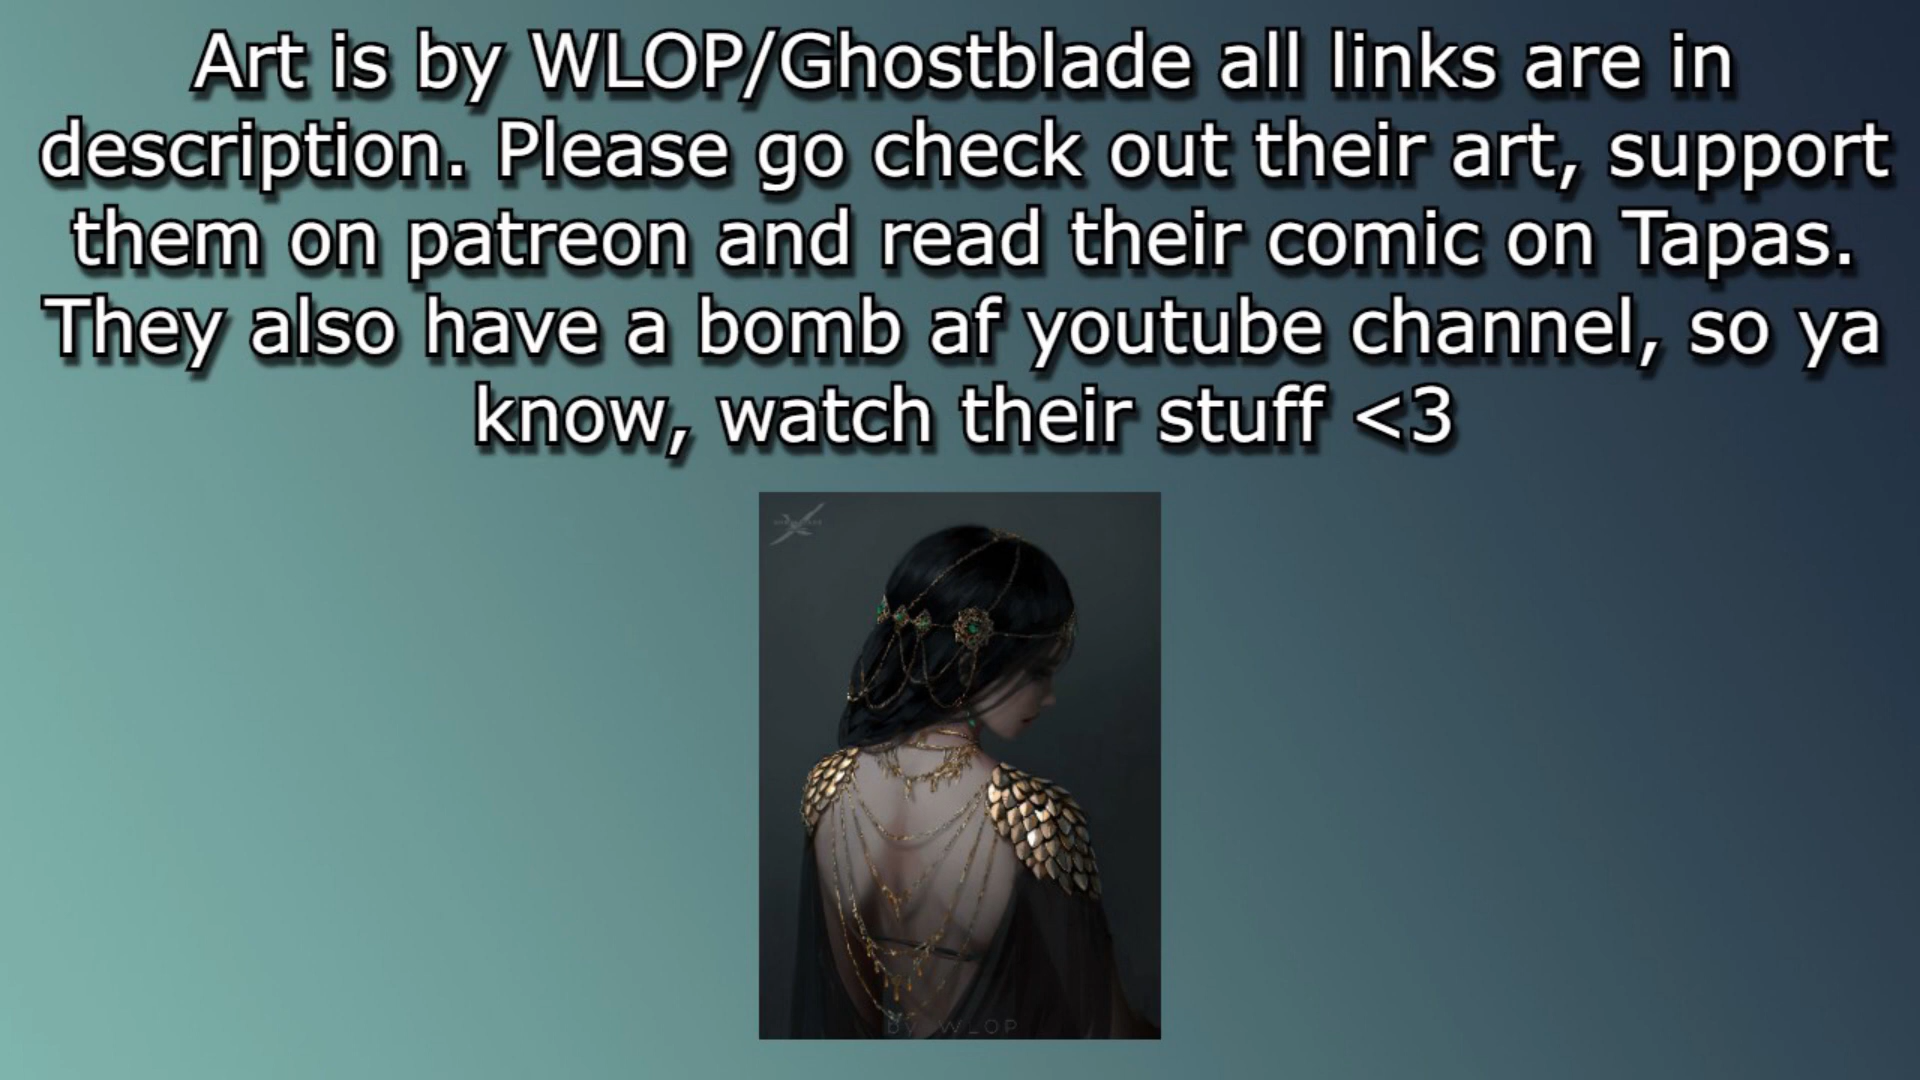 Art is by WLOP/Ghostblade all links are in
description. Please go check out their art, support
them on patreon and read their comic on Tapas.
They also have a bomb af youtube channel, so ya
know, watch their stuff <3
by WLOP